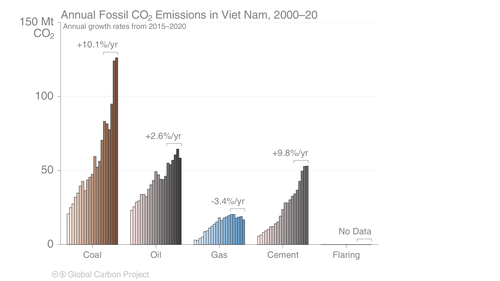 Annual Fossil CO₂ Emissions in Viet Nam, 2000–20
Annual growth rates from 2015–2020
150 Mt
CO₂
100
50
0
+10.1%/yr
+2.6%/yr
-3.4%/yr
+9.8%/yr
No Data
Coal
Oil
Gas
Cement
Flaring
Global Carbon Project